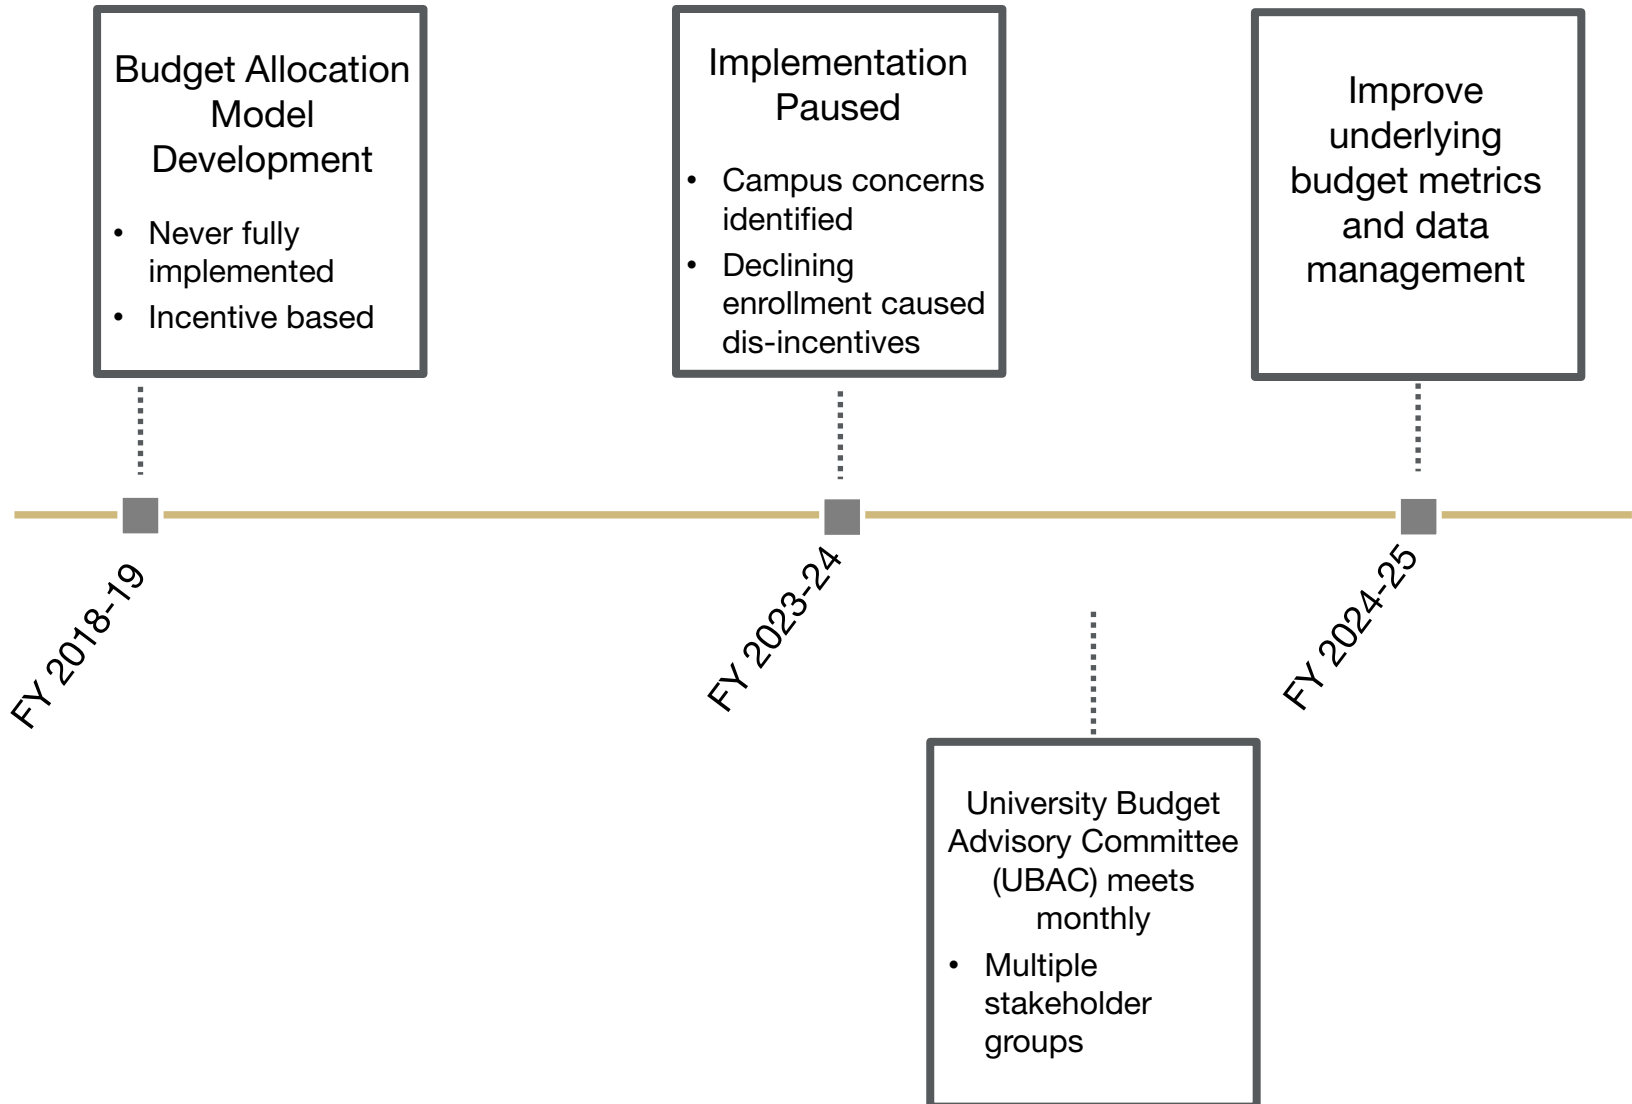 Budget Allocation
Model
Development
• Never fully
implemented
• Incentive based
Implementation
Paused
• Campus concerns
identified
• Declining
enrollment caused
dis-incentives
Improve
underlying
budget metrics
and data
management
FY 2018-19
FY 2023-24
FY 2024-25
University Budget
Advisory Committee
(UBAC) meets
monthly
• Multiple
stakeholder
groups